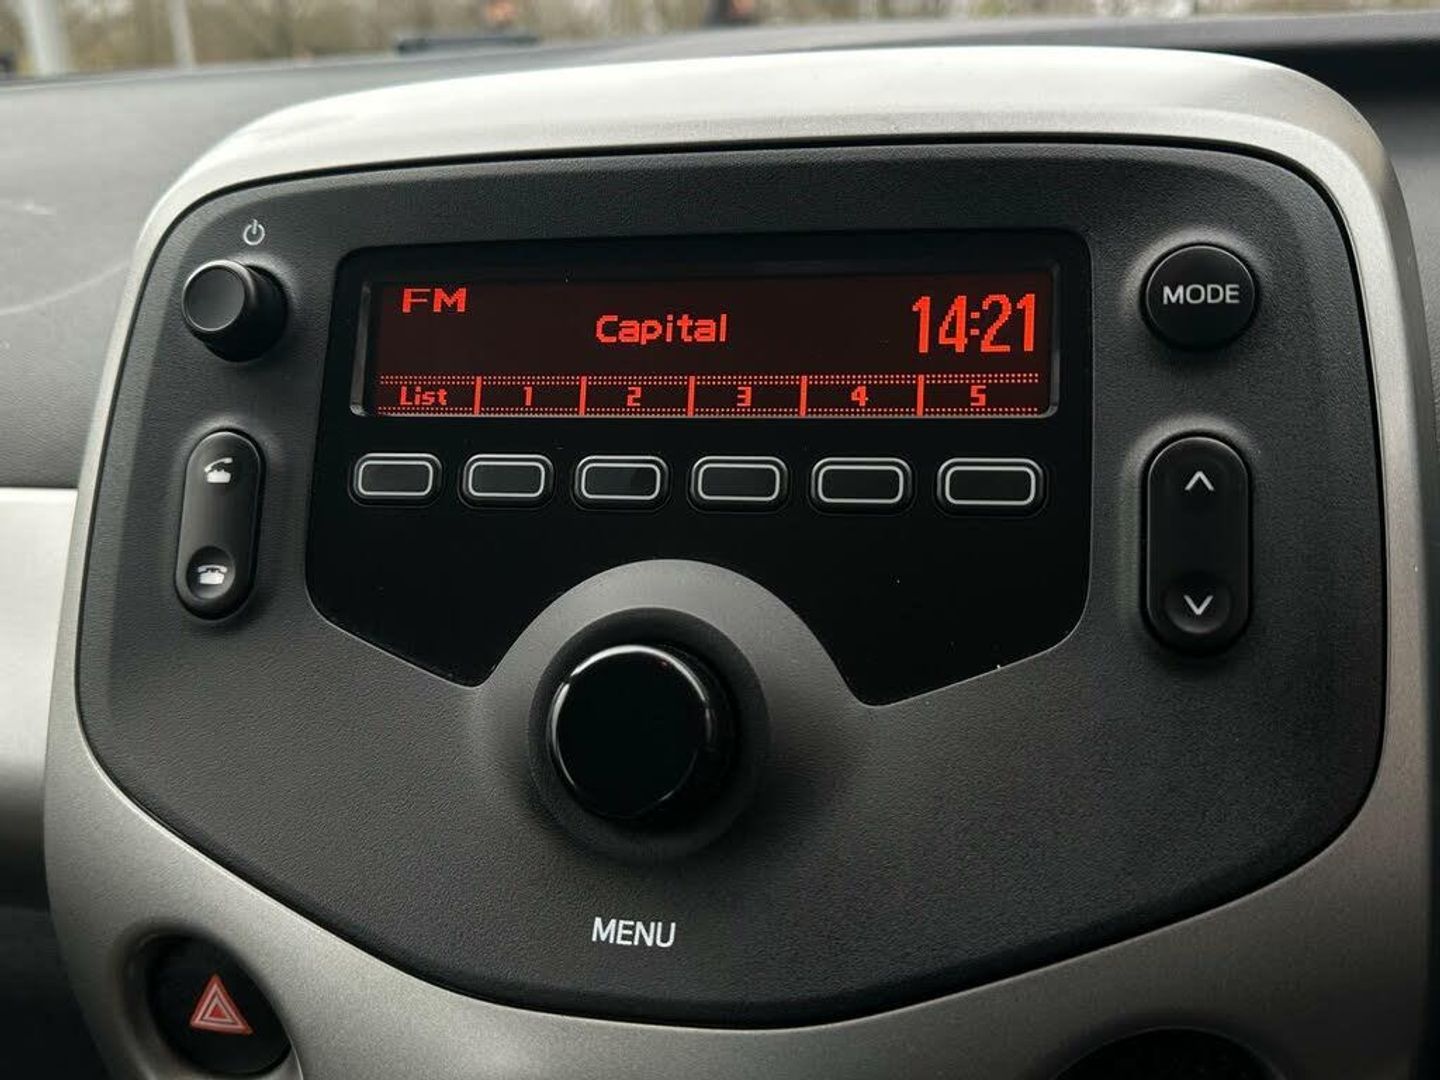 FM
Capital
14:21
List 1 2 3 4 5
MODE
MENU